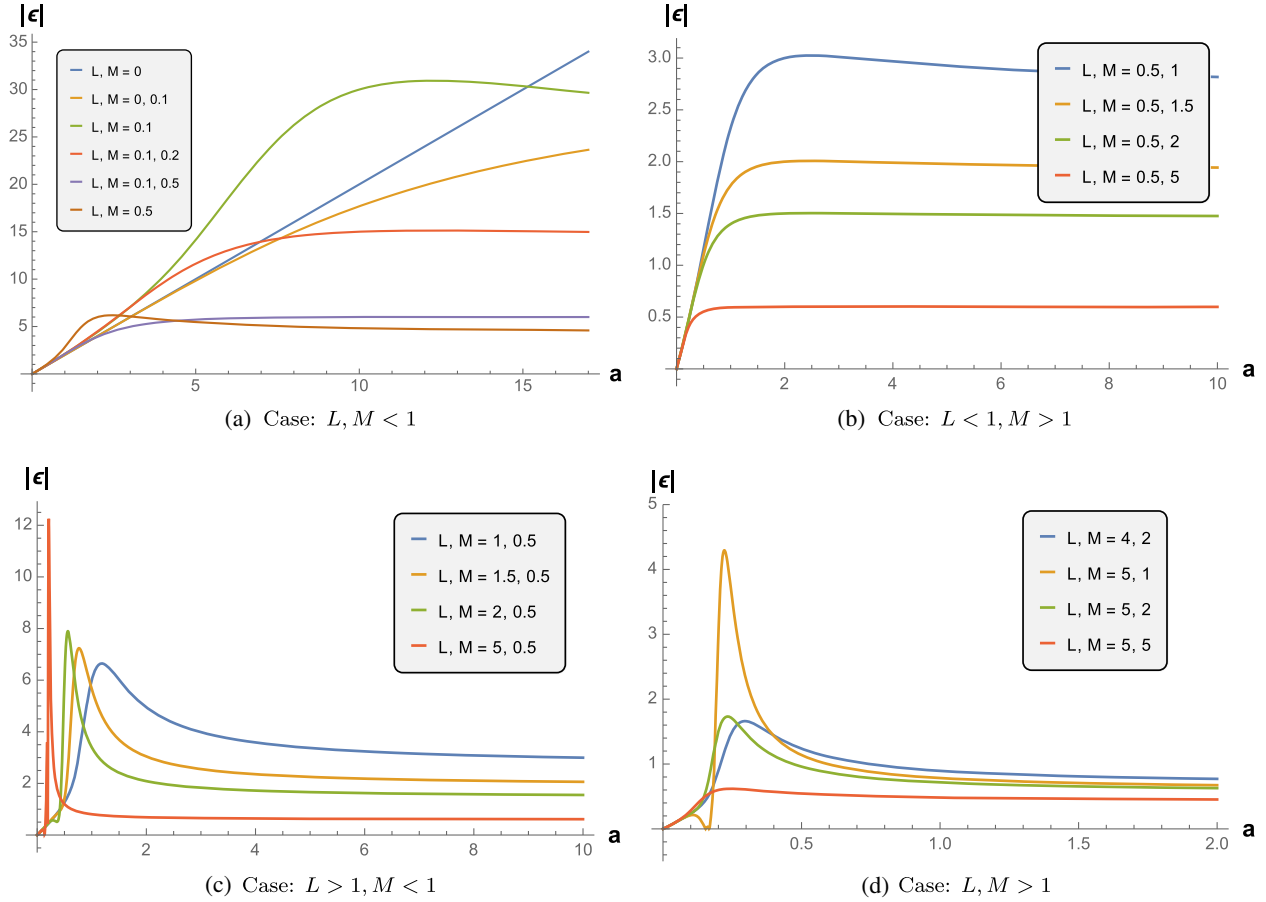 |ϵ|
35
30
25
20
15
10
5
5
10
15
a
L, M = 0
L, M = 0, 0.1
L, M = 0.1
L, M = 0.1, 0.2
L, M = 0.1, 0.5
L, M = 0.5
(a) Case: L, M < 1
|ϵ|
3.0
2.5
2.0
1.5
1.0
0.5
0
2
4
6
8
10
a
L, M = 0.5, 1
L, M = 0.5, 1.5
L, M = 0.5, 2
L, M = 0.5, 5
(b) Case: L < 1, M > 1
|ϵ|
12
10
8
6
4
2
2
4
6
8
10
a
L, M = 1, 0.5
L, M = 1.5, 0.5
L, M = 2, 0.5
L, M = 5, 0.5
(c) Case: L > 1, M < 1
|ϵ|
5
4
3
2
1
0
0.5
1.0
1.5
2.0
a
L, M = 4, 2
L, M = 5, 1
L, M = 5, 2
L, M = 5, 5
(d) Case: L, M > 1